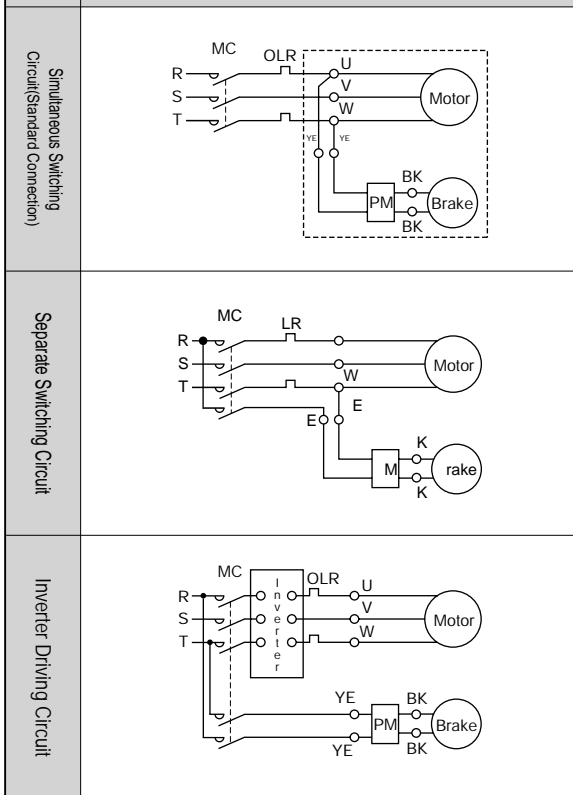 Simultaneous Switching
Circuit(Standard Connection)
MC
OLR
U
R
V
S
Motor
W
T
YE
YE
BK
PM
Brake
BK
Separate Switching Circuit
MC
LR
R
S
Motor
W
T
E
E
K
M
rake
K
Inverter Driving Circuit
MC
Inverter
OLR
U
R
V
S
Motor
W
T
YE
BK
PM
Brake
YE
BK